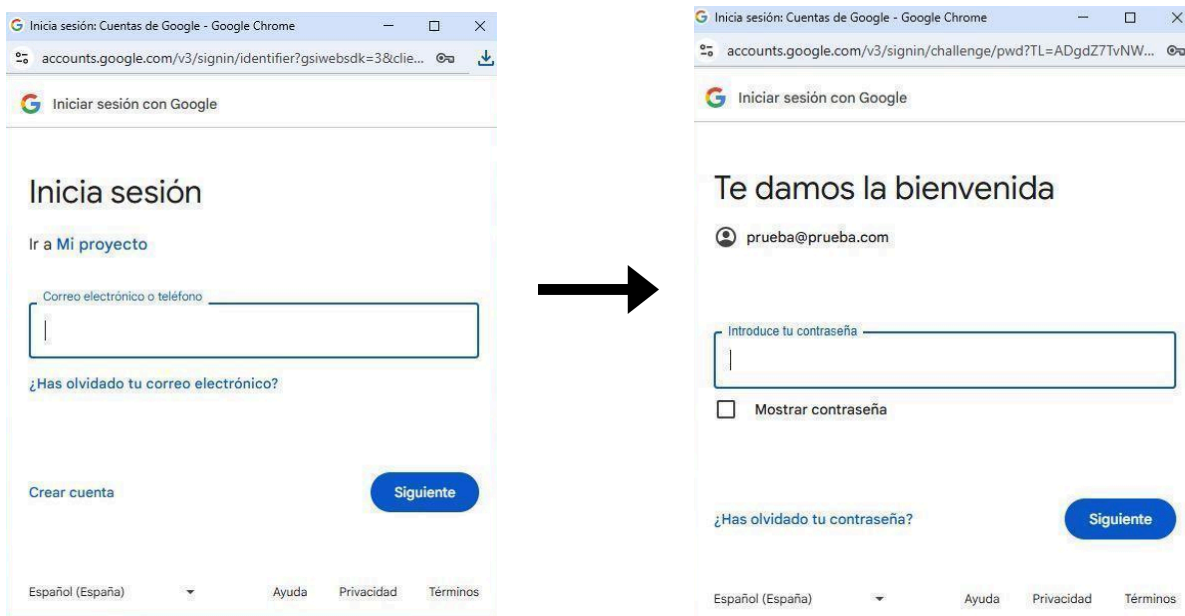 Inicia sesión: Cuentas de Google - Google Chrome
accounts.google.com/v3/signin/identifier?gsiwebsdk=3&clie...
Iniciar sesión con Google
Inicia sesión
Ir a Mi proyecto
Correo electrónico o teléfono
¿Has olvidado tu correo electrónico?
Crear cuenta
Siguiente
Español (España)
Ayuda
Privacidad
Términos
Inicia sesión: Cuentas de Google - Google Chrome
accounts.google.com/v3/signin/challenge/pwd?TL=ADgdZ7TvNW...
Iniciar sesión con Google
Te damos la bienvenida
prueba@prueba.com
Introduce tu contraseña
Mostrar contraseña
¿Has olvidado tu contraseña?
Siguiente
Español (España)
Ayuda
Privacidad
Términos